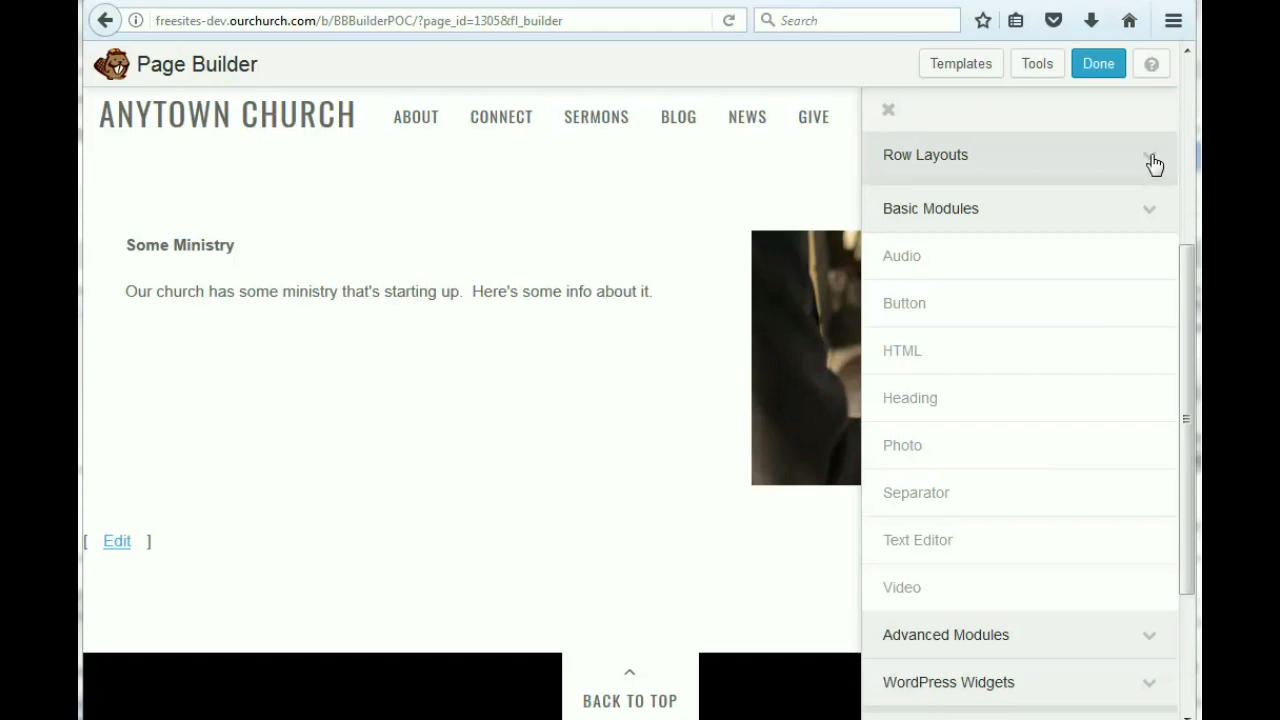 freesites-dev.ourchurch.com/b/BBBuilderPOC/?page_id=1305&fl_builder
Search
Page Builder
Templates
Tools
Done
ANYTOWN CHURCH
ABOUT
CONNECT
SERMONS
BLOG
NEWS
GIVE
Some Ministry
Our church has some ministry that's starting up. Here's some info about it.
[ Edit ]
BACK TO TOP
Row Layouts
Basic Modules
Audio
Button
HTML
Heading
Photo
Separator
Text Editor
Video
Advanced Modules
WordPress Widgets